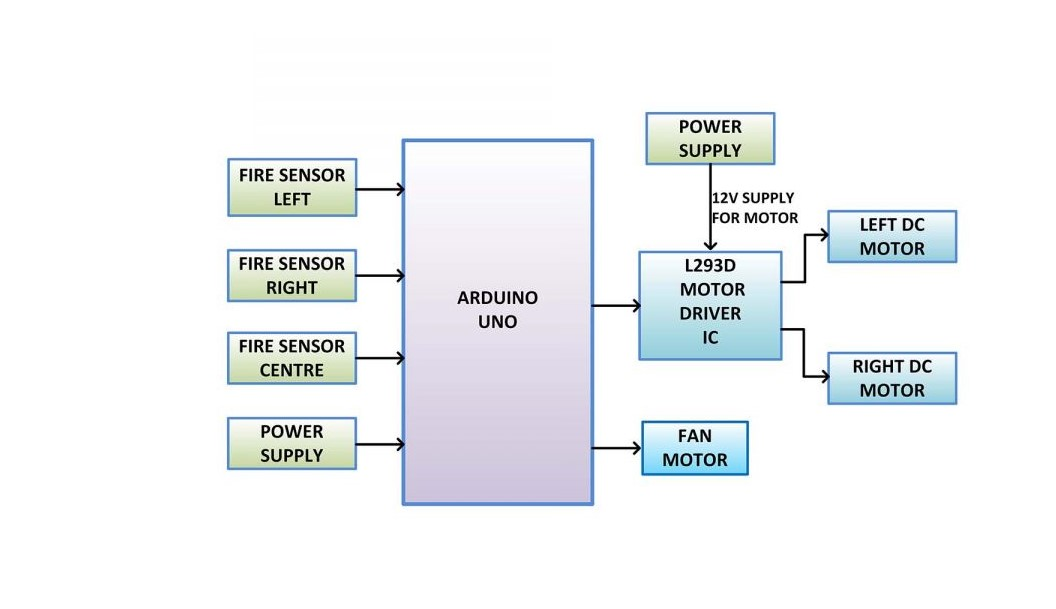 FIRE SENSOR
LEFT
FIRE SENSOR
RIGHT
FIRE SENSOR
CENTRE
POWER
SUPPLY
ARDUINO
UNO
POWER
SUPPLY
12V SUPPLY
FOR MOTOR
L293D
MOTOR
DRIVER
IC
LEFT DC
MOTOR
RIGHT DC
MOTOR
FAN
MOTOR